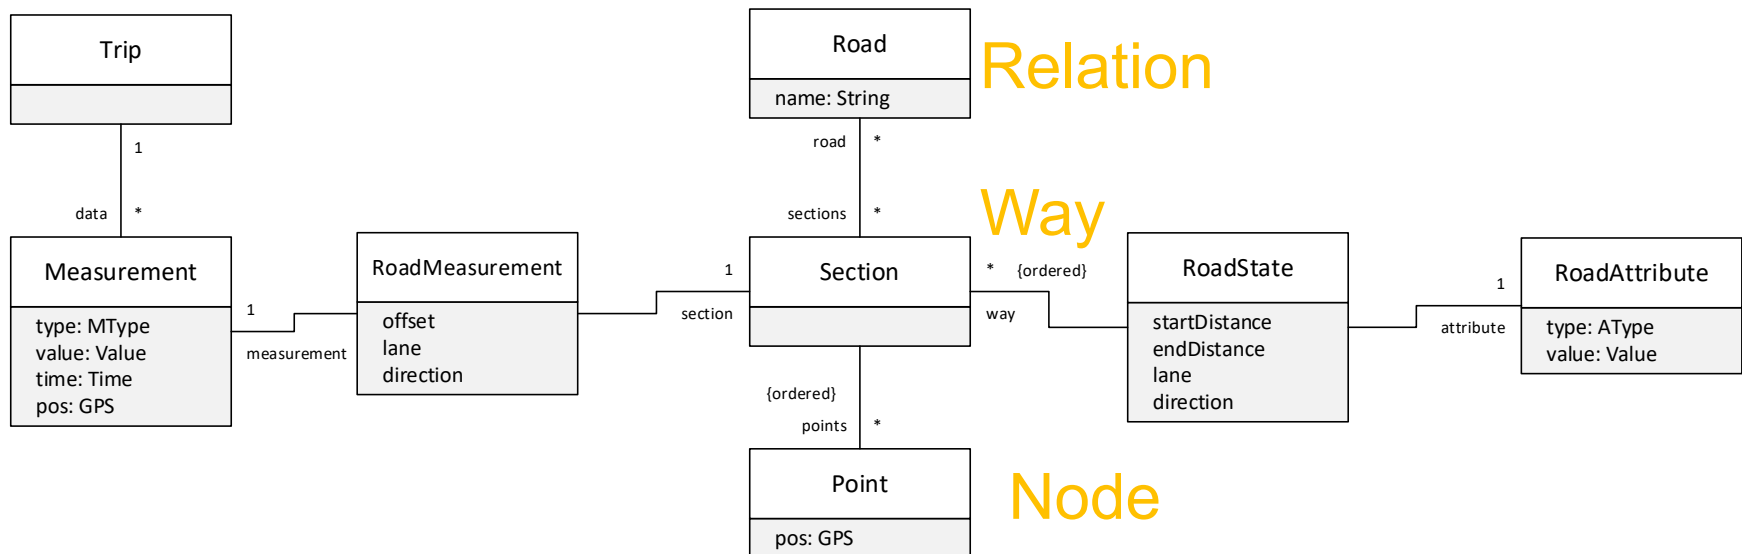 Trip
Road
name: String
Relation
1
road *
data *
sections *
Way
Measurement
type: MType
value: Value
time: Time
pos: GPS
1
measurement
RoadMeasurement
offset
lane
direction
1
section
Section
* {ordered}
way
RoadState
startDistance
endDistance
lane
direction
1
attribute
RoadAttribute
type: AType
value: Value
{ordered}
points *
Point
pos: GPS
Node